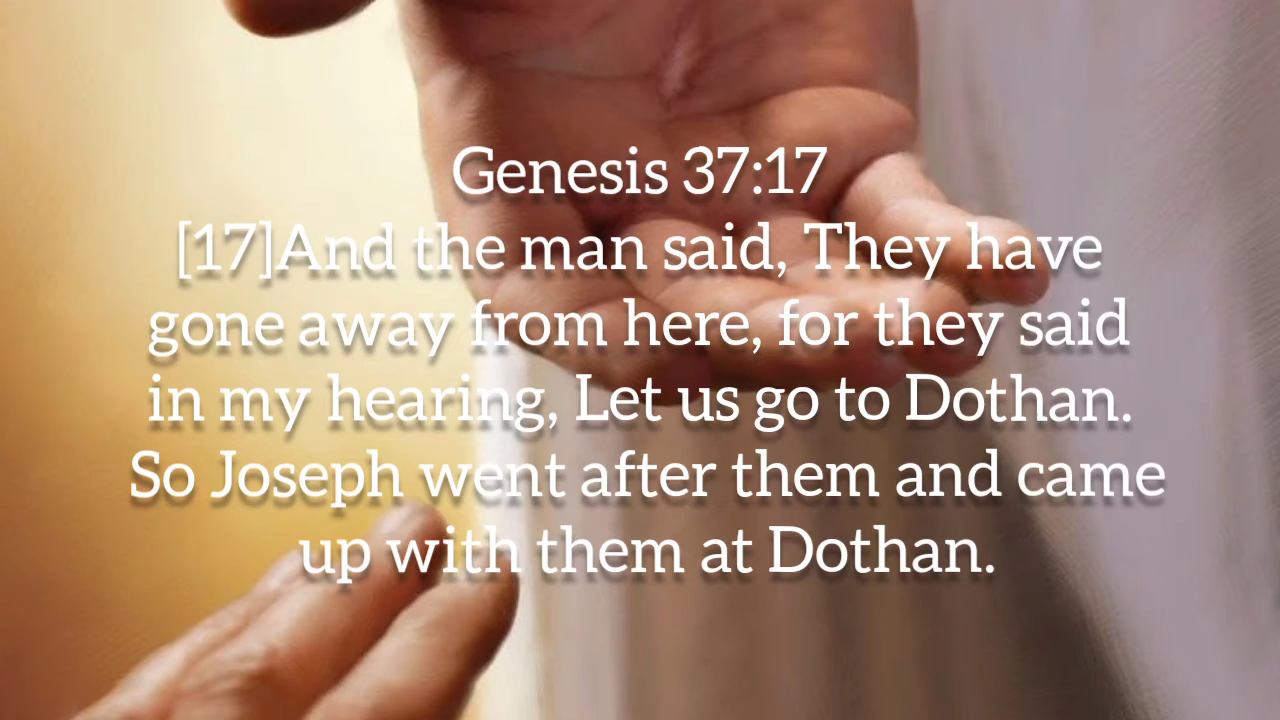 Genesis 37:17
[17]And the man said, They have
gone away from here, for they said
in my hearing, Let us go to Dothan.
So Joseph went after them and came
up with them at Dothan.